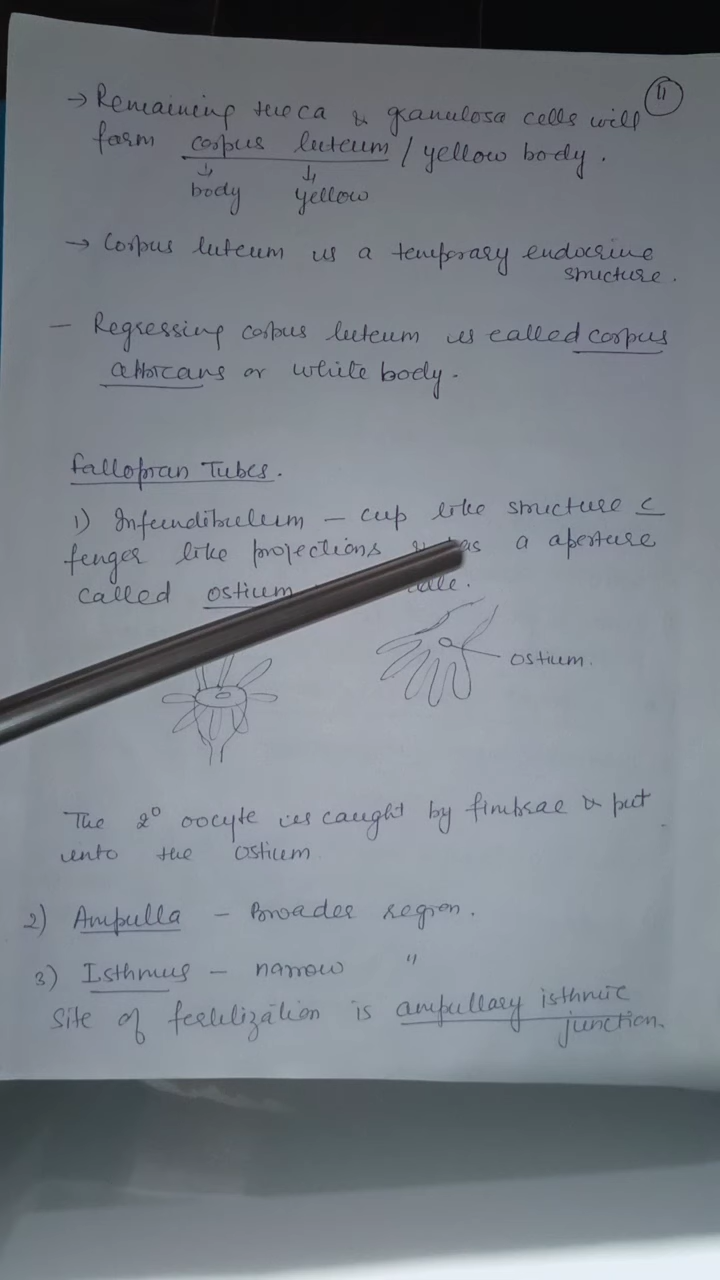 11
→ Remaining theca & granulosa cells will
form corpus luteum / yellow body.
body yellow
→ Corpus luteum is a temporary endocrine
structure.
– Regressing corpus luteum is called corpus
albicans or white body.
Fallopian Tubes.
1) Infundibulum – cup like structure c
finger like projections has a aperture
called ostium
ostium.
The 2° oocyte is caught by fimbrae & put
into the ostium
2) Ampulla – Broader region.
3) Isthmus – narrow "
Site of fertilization is ampullary isthmic
junction.